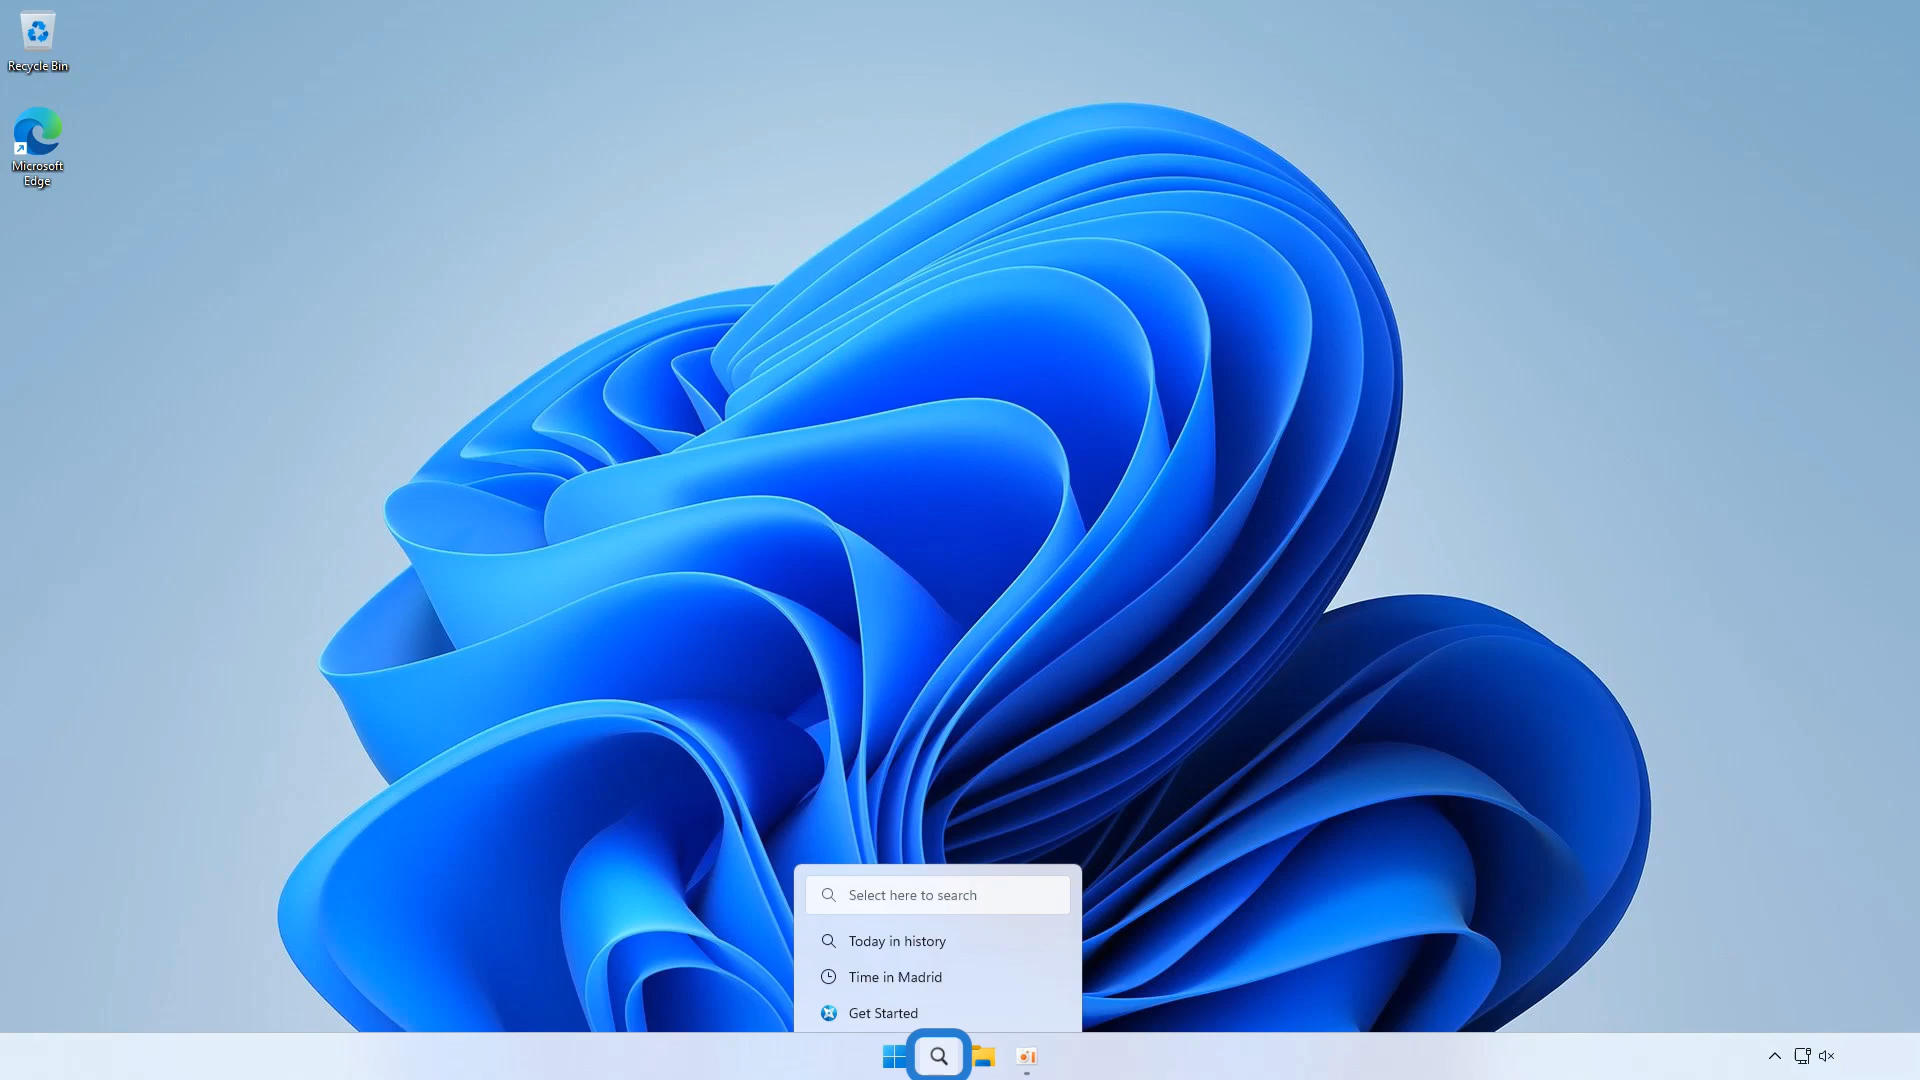 Recycle Bin
Microsoft
Edge
Select here to search
Today in history
Time in Madrid
Get Started